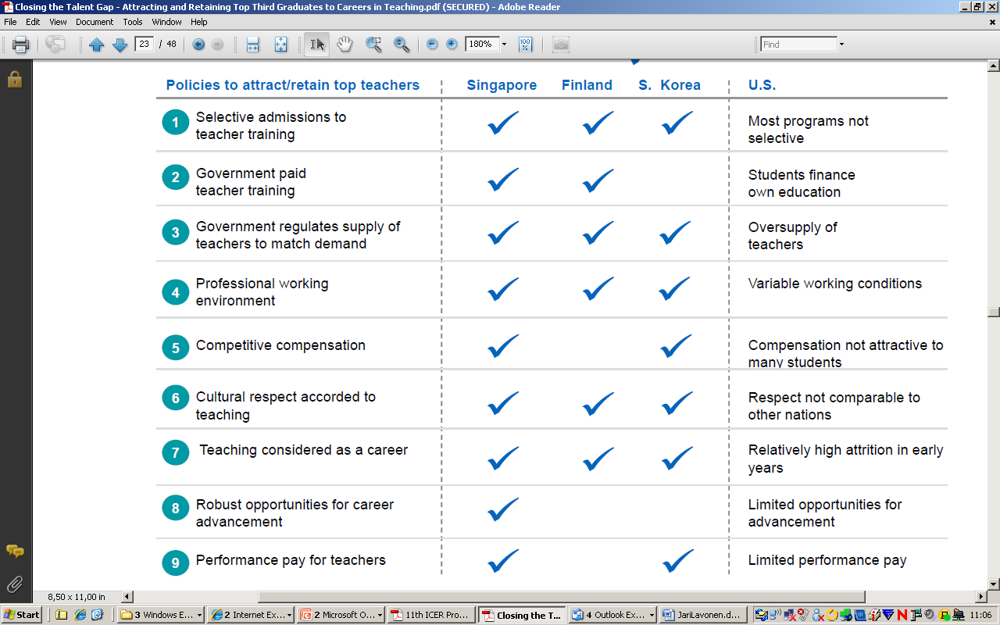 Closing the Talent Gap - Attracting and Retaining Top Third Graduates to Careers in Teaching.pdf (SECURED) - Adobe Reader
File Edit View Document Tools Window Help
23 / 48 180% 100 % Find
Policies to attract/retain top teachers Singapore Finland S. Korea U.S.
1 Selective admissions to
teacher training
Most programs not
selective
2 Government paid
teacher training
Students finance
own education
3 Government regulates supply of
teachers to match demand
Oversupply of
teachers
4 Professional working
environment
Variable working conditions
5 Competitive compensation
Compensation not attractive to
many students
6 Cultural respect accorded to
teaching
Respect not comparable to
other nations
7 Teaching considered as a career
Relatively high attrition in early
years
8 Robust opportunities for career
advancement
Limited opportunities for
advancement
9 Performance pay for teachers
Limited performance pay
8,50 x 11,00 in
Start 3 Windows E... 2 Internet Ex... 2 Microsoft O... 11th ICER Pro... Closing the T... 4 Outlook Ex... JariLavonen.d... 11:06